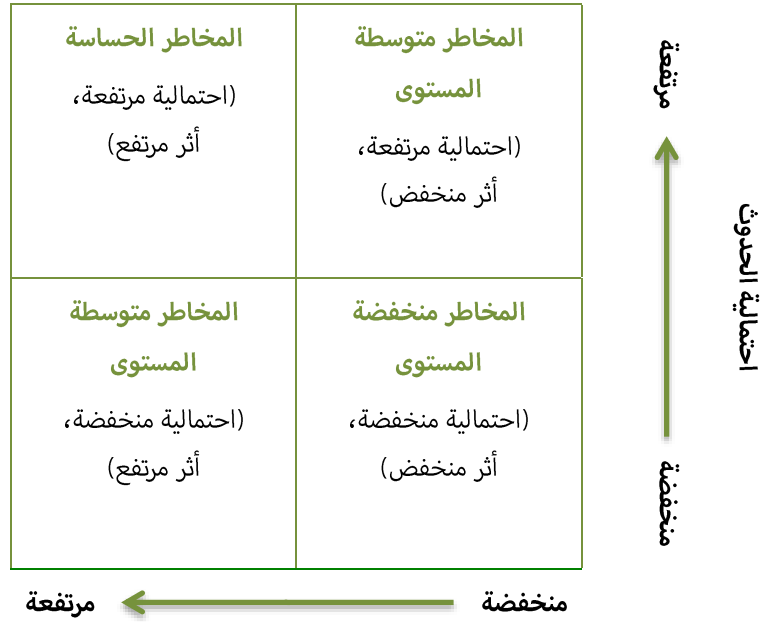 المخاطر متوسطة
المستوى
(احتمالية مرتفعة،
أثر منخفض)
المخاطر الحساسة
(احتمالية مرتفعة،
أثر مرتفع)
المخاطر منخفضة
المستوى
(احتمالية منخفضة،
أثر منخفض)
المخاطر متوسطة
المستوى
(احتمالية منخفضة،
أثر مرتفع)
مرتفعة
احتمالية الحدوث
منخفضة
منخفضة
مرتفعة